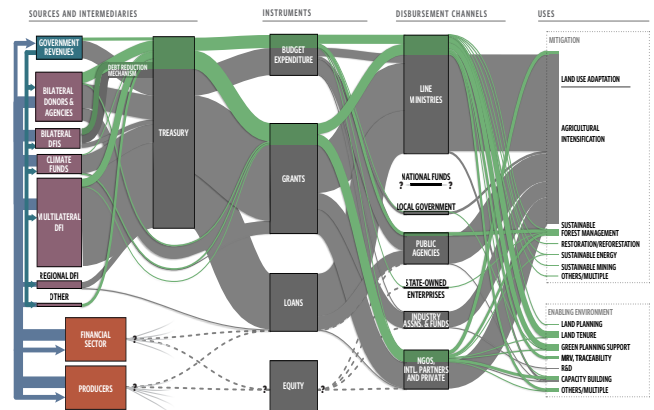 SOURCES AND INTERMEDIARIES
INSTRUMENTS
DISBURSEMENT CHANNELS
USES
GOVERNMENT
REVENUES
BILATERAL
DONORS &
AGENCIES
BILATERAL
DFIS
CLIMATE
FUNDS
MULTILATERAL
DFI
REGIONAL DFI
OTHER
FINANCIAL
SECTOR
?
PRODUCERS
?
DEBT REDUCTION
MECHANISM
TREASURY
BUDGET
EXPENDITURE
GRANTS
LOANS
?
EQUITY
?
LINE
MINISTRIES
NATIONAL FUNDS
?
?
LOCAL GOVERNMENT
PUBLIC
AGENCIES
STATE-OWNED
ENTERPRISES
INDUSTRY
ASSNS. & FUNDS
NGOS,
INTL. PARTNERS
AND PRIVATE
MITIGATION
LAND USE ADAPTATION
AGRICULTURAL
INTENSIFICATION
SUSTAINABLE
FOREST MANAGEMENT
RESTORATION/REFORESTATION
SUSTAINABLE ENERGY
SUSTAINABLE MINING
OTHERS/MULTIPLE
ENABLING ENVIRONMENT
LAND PLANNING
LAND TENURE
GREEN PLANNING SUPPORT
MRV, TRACEABILITY
R&D
CAPACITY BUILDING
OTHERS/MULTIPLE